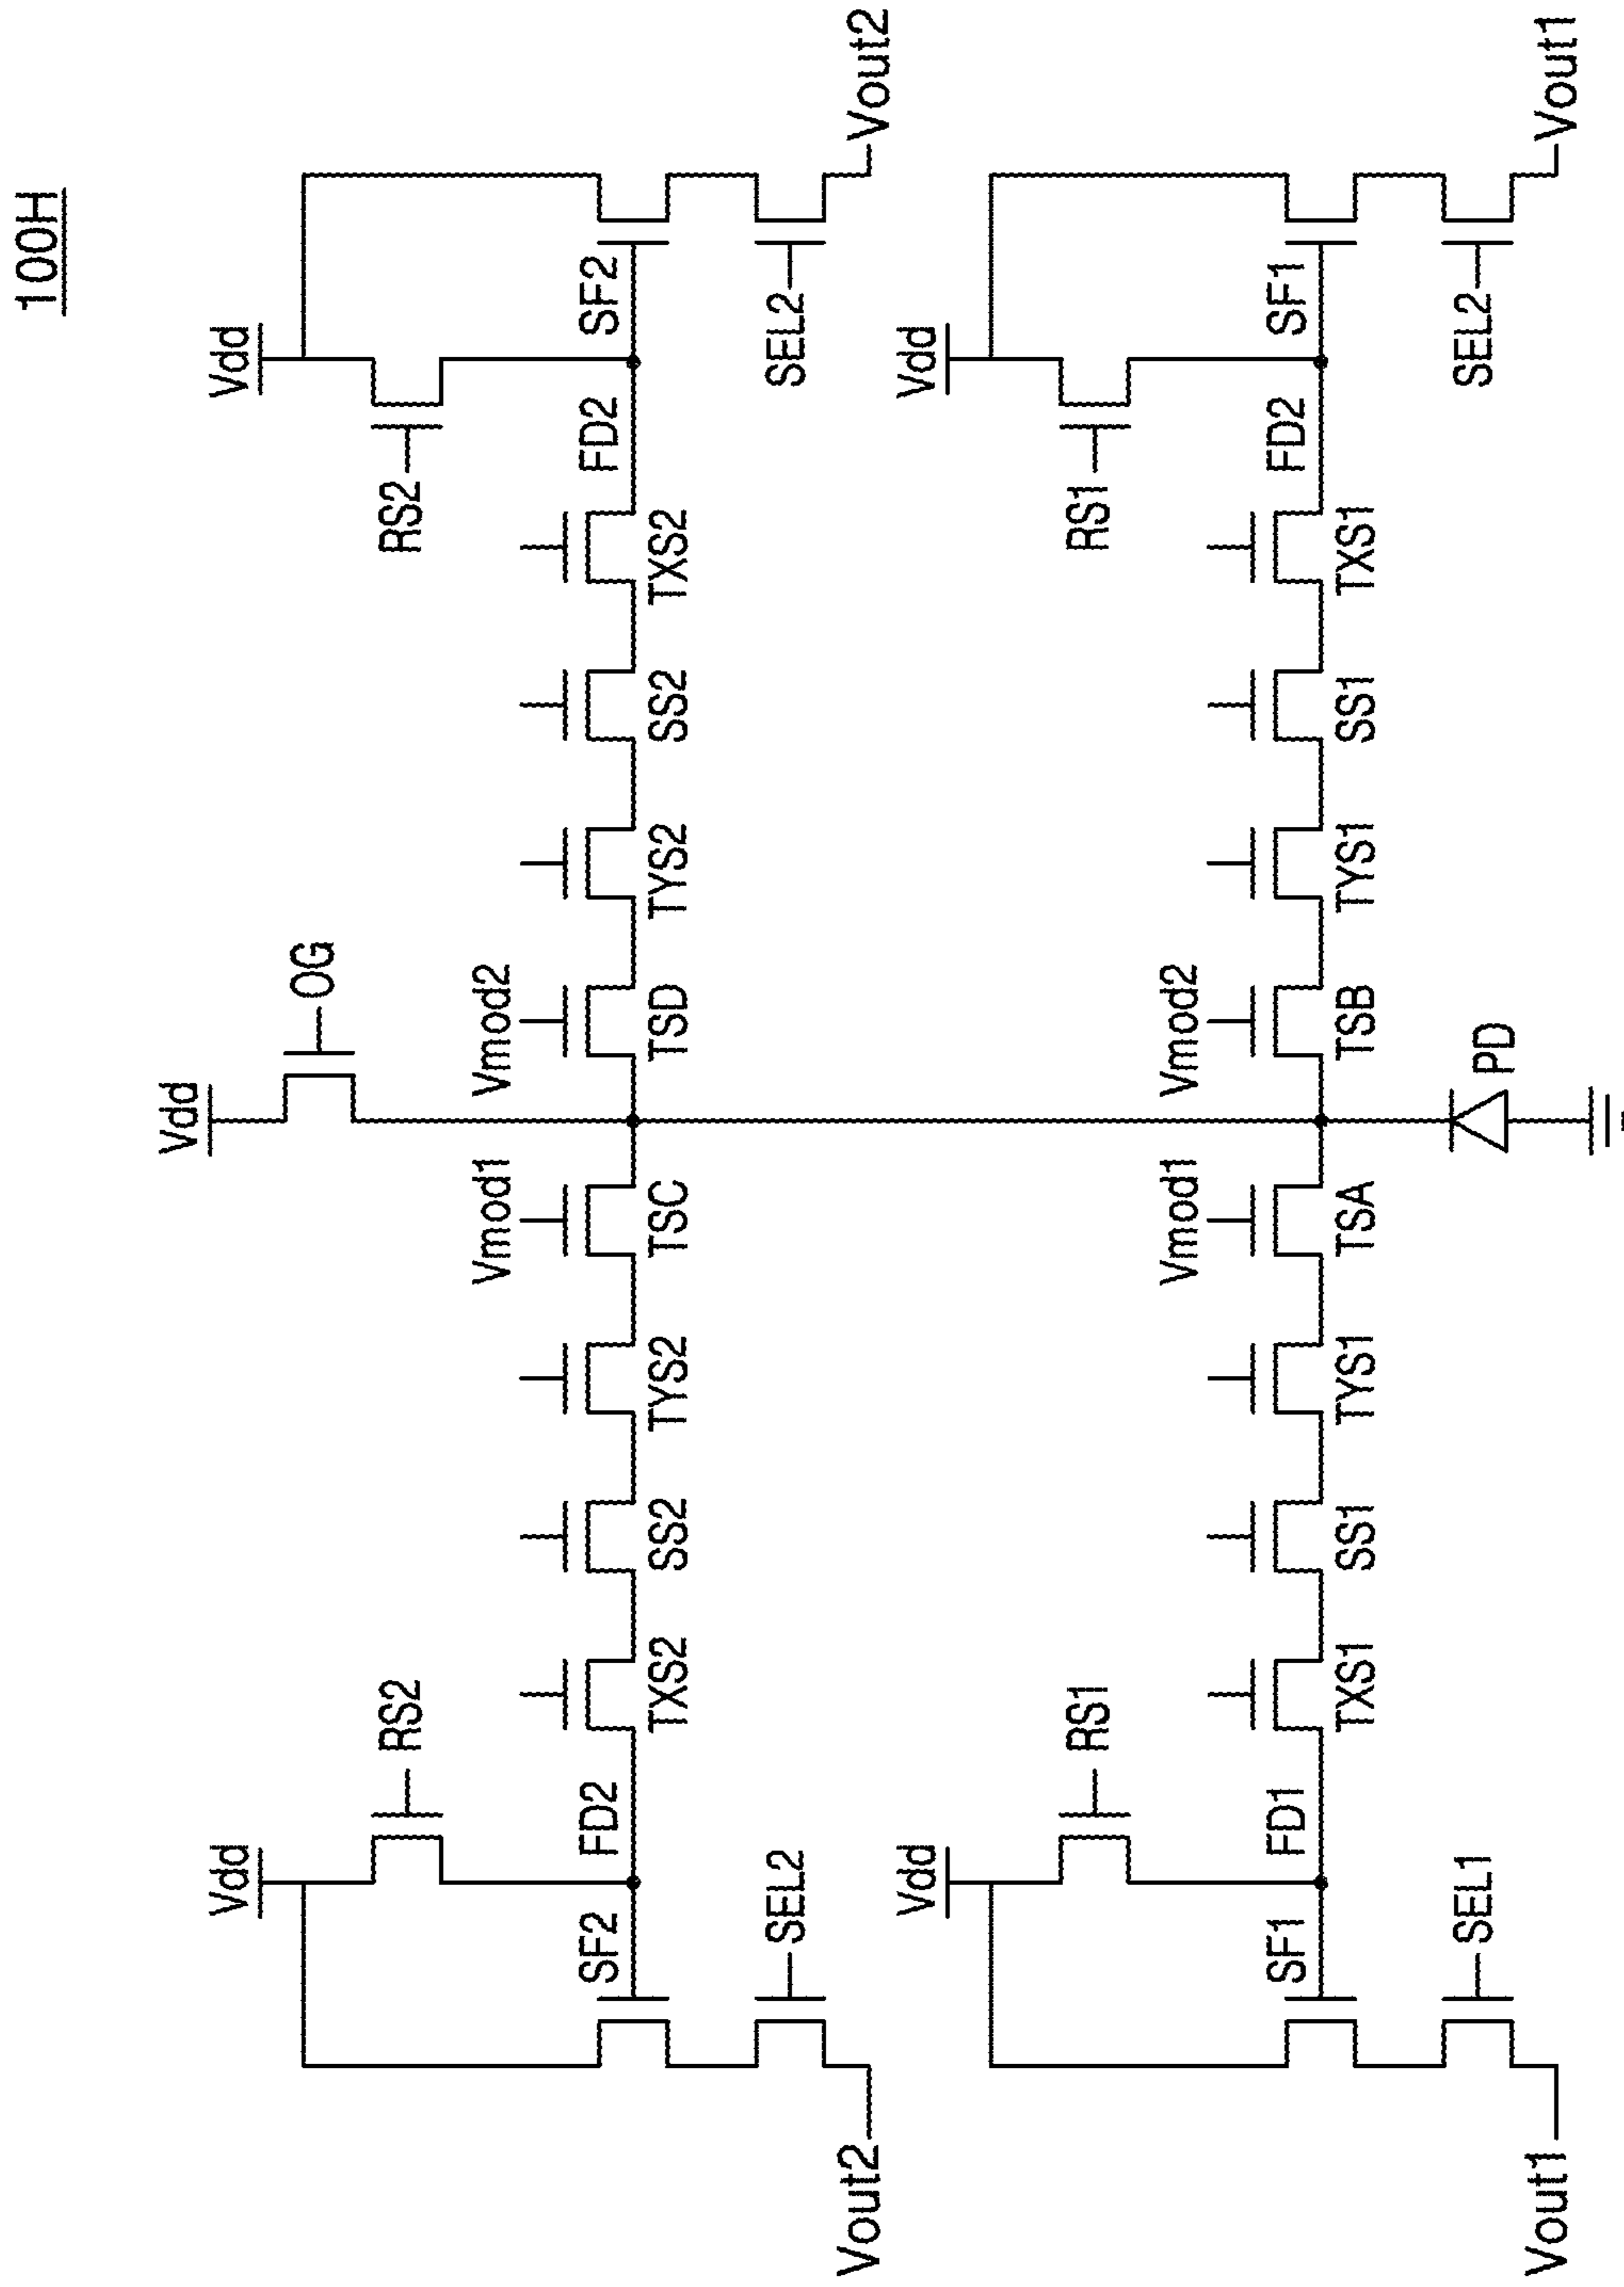 100H
Vdd
OG
Vdd
RS2
Vdd
RS2
Vmod1
Vmod2
SF2
FD2
TXS2
SS2
TYS2
TSC
TSD
TYS2
SS2
TXS2
FD2
SF2
SEL2
SEL2
Vout2
Vout2
Vdd
RS1
Vdd
RS1
Vmod1
Vmod2
SF1
FD1
TXS1
SS1
TYS1
TSA
TSB
TYS1
SS1
TXS1
FD2
SF1
SEL1
PD
SEL2
Vout1
Vout1